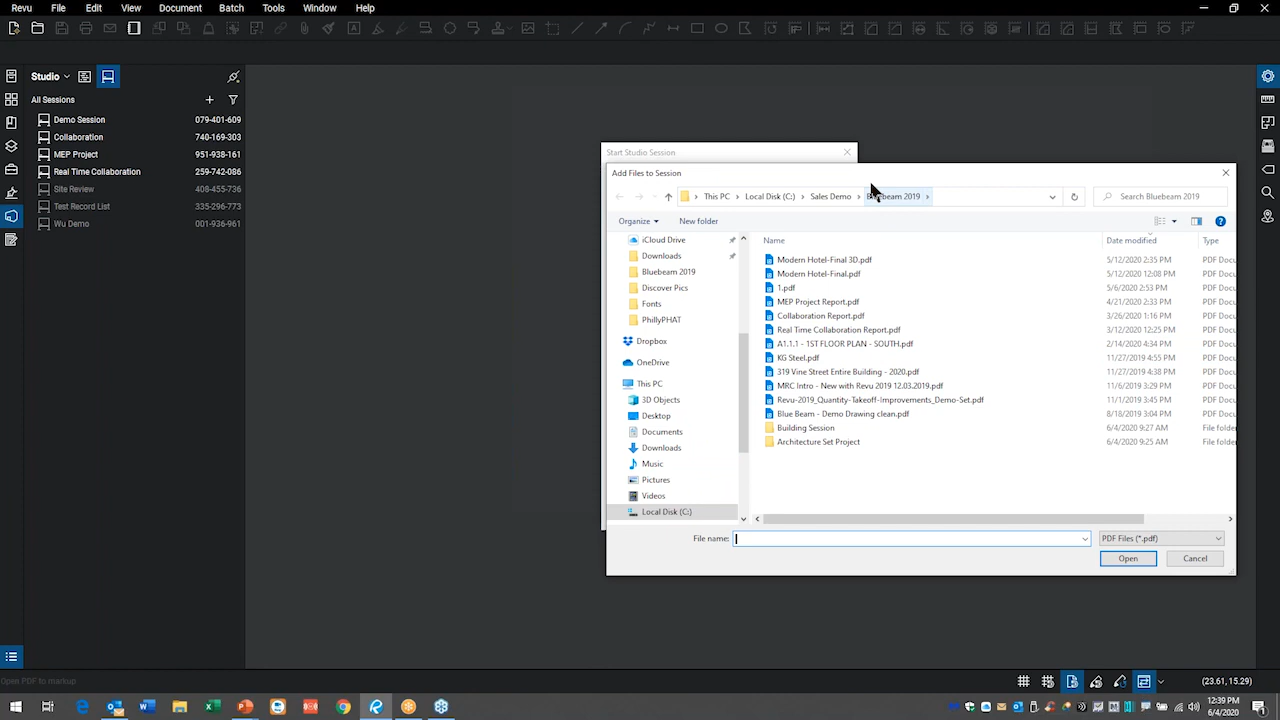 Revu File Edit View Document Batch Tools Window Help
Studio
All Sessions
Demo Session 079-401-609
Collaboration 740-169-303
MEP Project 951-938-161
Real Time Collaboration 259-742-086
Site Review 408-455-736
Test Record List 385-296-773
Wu Demo 001-936-961
Start Studio Session
Add Files to Session
This PC > Local Disk (C:) > Sales Demo > Bluebeam 2019 >
Search Bluebeam 2019
Organize New folder
Name Date modified Type
iCloud Drive
Downloads
Bluebeam 2019
Discover Pics
Fonts
PhillyPHAT
Dropbox
OneDrive
This PC
3D Objects
Desktop
Documents
Downloads
Music
Pictures
Videos
Local Disk (C:)
Modern Hotel-Final 3D.pdf 5/12/2020 2:35 PM PDF Docu
Modern Hotel-Final.pdf 5/12/2020 12:08 PM PDF Docu
1.pdf 5/6/2020 2:53 PM PDF Docu
MEP Project Report.pdf 4/21/2020 2:33 PM PDF Docu
Collaboration Report.pdf 3/26/2020 1:16 PM PDF Docu
Real Time Collaboration Report.pdf 3/12/2020 12:25 PM PDF Docu
A1.1.1 - 1ST FLOOR PLAN - SOUTH.pdf 2/14/2020 4:34 PM PDF Docu
KG Steel.pdf 11/27/2019 4:55 PM PDF Docu
319 Vine Street Entire Building - 2020.pdf 11/27/2019 4:38 PM PDF Docu
MRC Intro - New with Revu 2019 12.03.2019.pdf 11/6/2019 3:29 PM PDF Docu
Revu-2019_Quantity-Takeoff-Improvements_Demo-Set.pdf 11/1/2019 3:45 PM PDF Docu
Blue Beam - Demo Drawing clean.pdf 8/18/2019 3:04 PM PDF Docu
Building Session 6/4/2020 9:27 AM File folde
Architecture Set Project 6/4/2020 9:25 AM File folde
File name:
PDF Files (*.pdf)
Open Cancel
Open PDF to markup
(23.61,15.29)
12:39 PM
6/4/2020